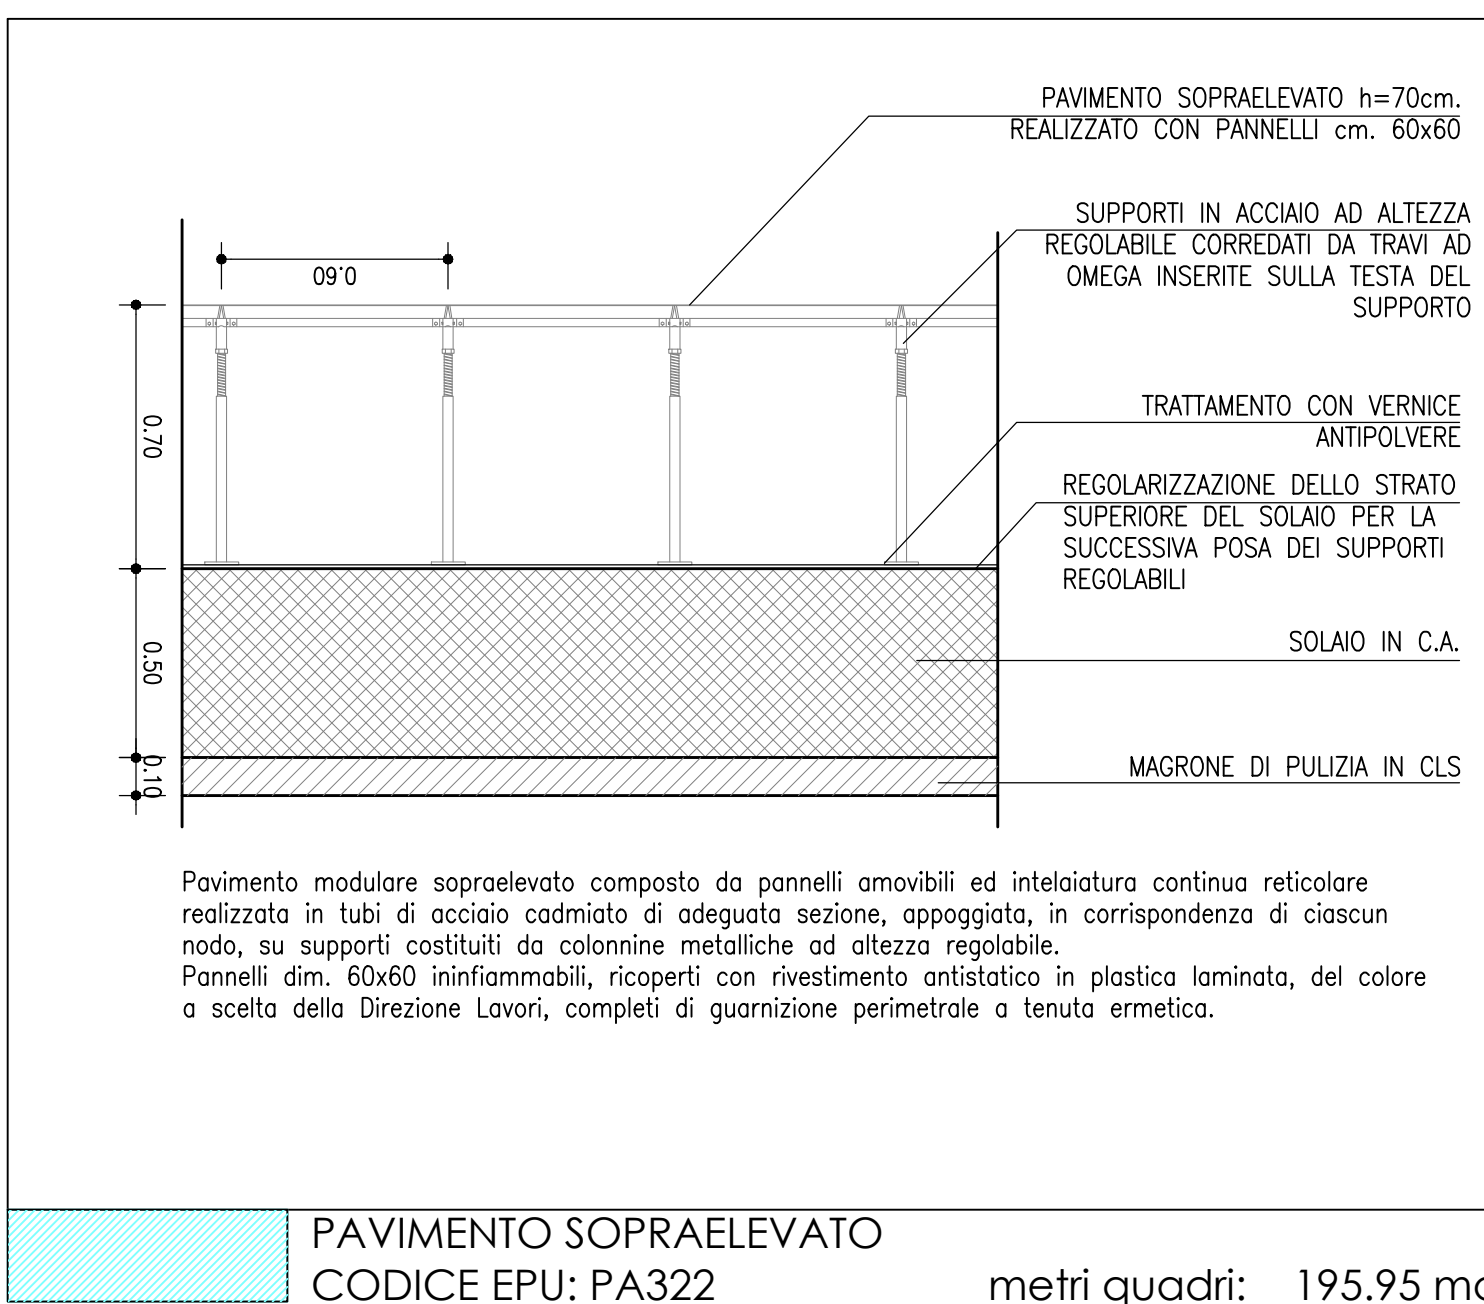 PAVIMENTO SOPRAELEVATO h=70cm.
REALIZZATO CON PANNELLI cm. 60x60
SUPPORTI IN ACCIAIO AD ALTEZZA
REGOLABILE CORREDATI DA TRAVI AD
OMEGA INSERITE SULLA TESTA DEL
SUPPORTO
0.60
0.70
TRATTAMENTO CON VERNICE
ANTIPOLVERE
REGOLARIZZAZIONE DELLO STRATO
SUPERIORE DEL SOLAIO PER LA
SUCCESSIVA POSA DEI SUPPORTI
REGOLABILI
0.50
SOLAIO IN C.A.
0.10
MAGRONE DI PULIZIA IN CLS
Pavimento modulare sopraelevato composto da pannelli amovibili ed intelaiatura continua reticolare
realizzata in tubi di acciaio cadmiato di adeguata sezione, appoggiata, in corrispondenza di ciascun
nodo, su supporti costituiti da colonnine metalliche ad altezza regolabile.
Pannelli dim. 60x60 ininfiammabili, ricoperti con rivestimento antistatico in plastica laminata, del colore
a scelta della Direzione Lavori, completi di guarnizione perimetrale a tenuta ermetica.
PAVIMENTO SOPRAELEVATO
CODICE EPU: PA322
metri quadri: 195.95